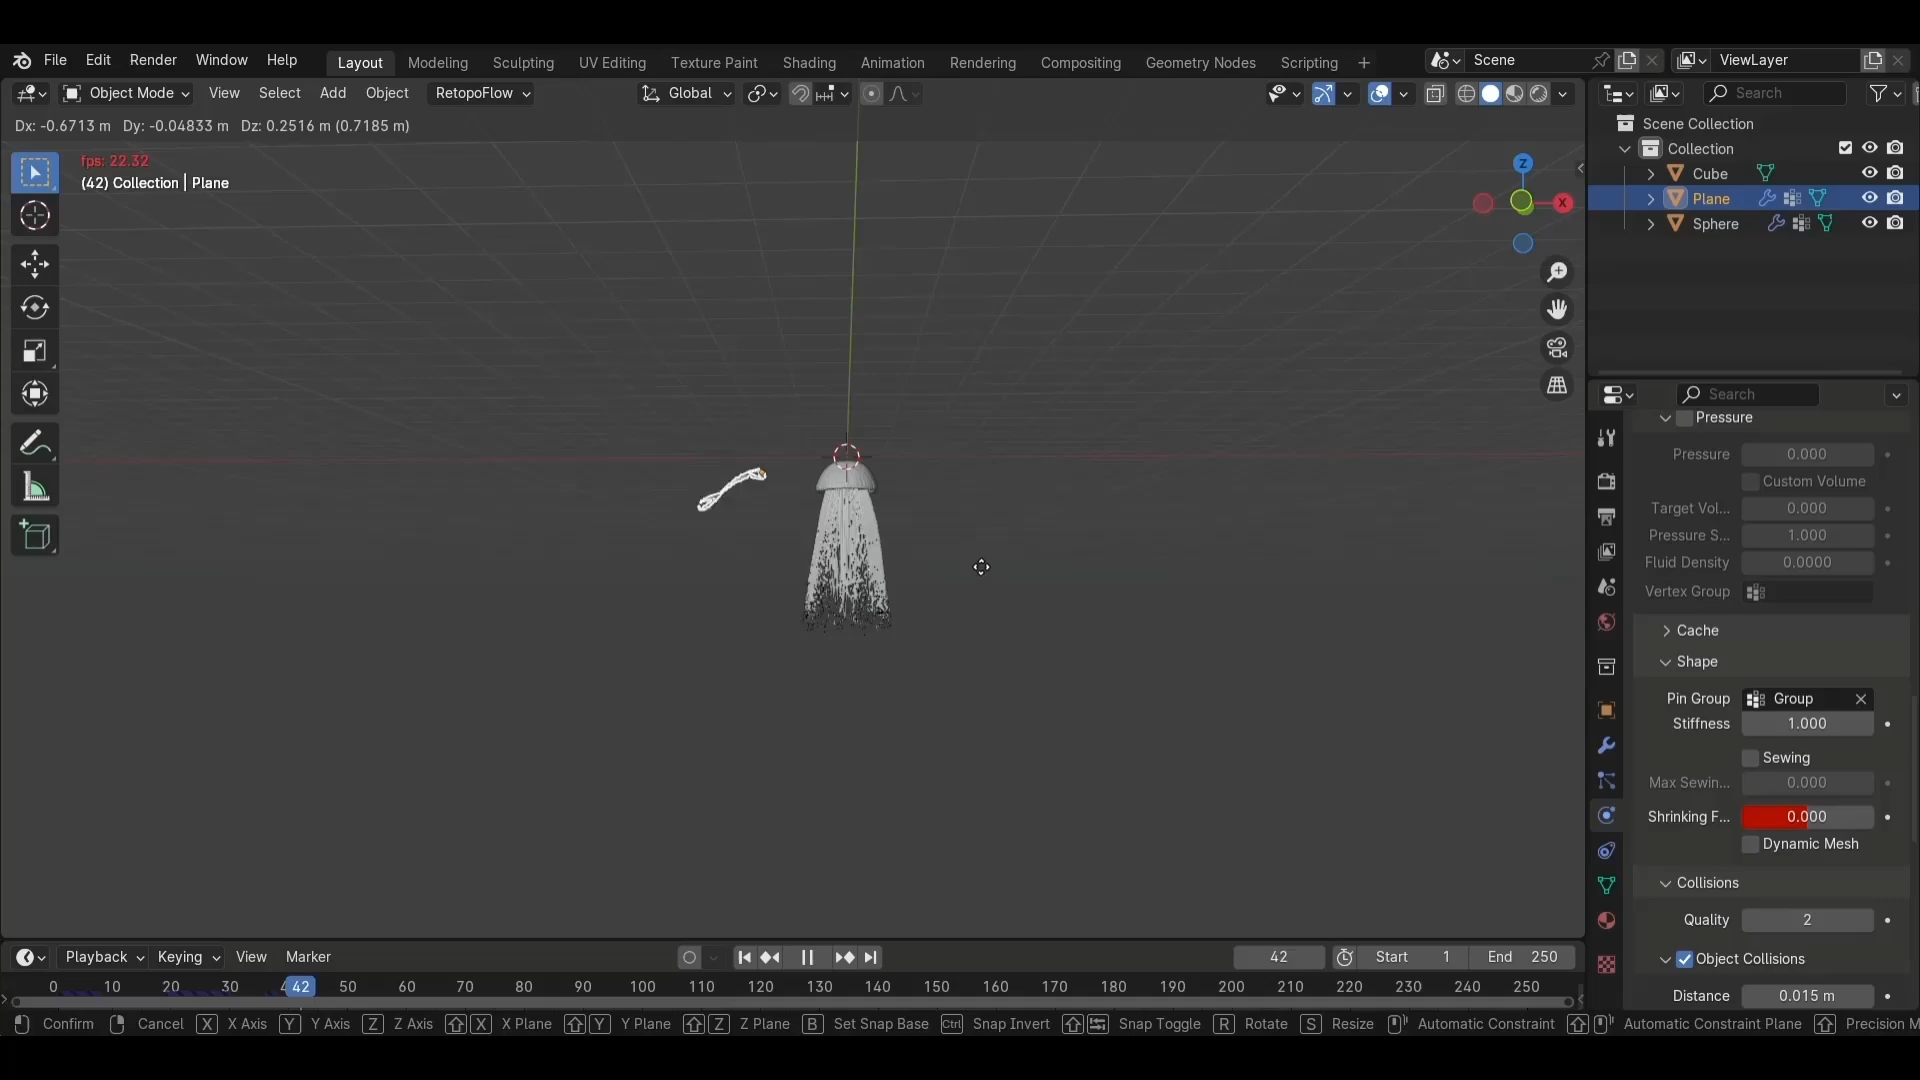 File Edit Render Window Help Layout Modeling Sculpting UV Editing Texture Paint Shading Animation Rendering Compositing Geometry Nodes Scripting + Scene ViewLayer
Object Mode View Select Add Object RetopoFlow Global Search
Dx: -0.6713 m Dy: -0.04833 m Dz: 0.2516 m (0.7185 m)
fps: 22.32
(42) Collection | Plane
Z
X
Scene Collection
Collection
Cube
Plane
Sphere
Search
Pressure
Pressure 0.000
Custom Volume
Target Vol... 0.000
Pressure S... 1.000
Fluid Density 0.0000
Vertex Group
Cache
Shape
Pin Group Group
Stiffness 1.000
Sewing
Max Sewin... 0.000
Shrinking F... 0.000
Dynamic Mesh
Collisions
Quality 2
Object Collisions
Distance 0.015 m
Playback Keying View Marker 42 Start 1 End 250
0 10 20 30 42 50 60 70 80 90 100 110 120 130 140 150 160 170 180 190 200 210 220 230 240 250
Confirm Cancel X X Axis Y Y Axis Z Z Axis X X Plane Y Y Plane Z Z Plane B Set Snap Base Ctrl Snap Invert Snap Toggle R Rotate S Resize Automatic Constraint Automatic Constraint Plane Precision M